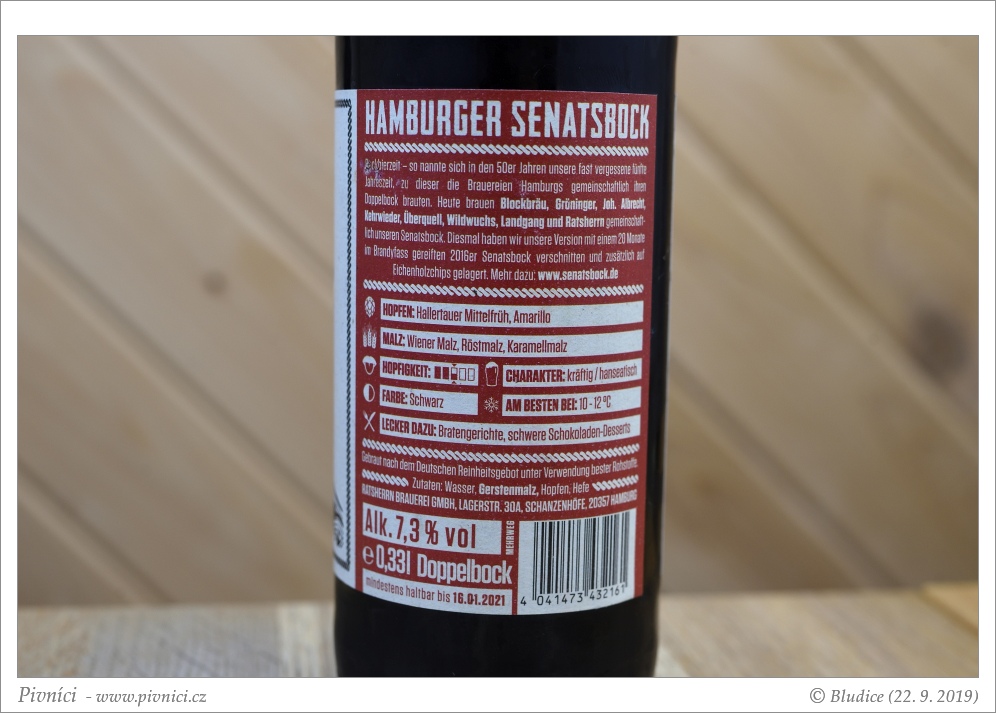 HAMBURGER SENATSBOCK
Bockbierzeit – so nannte sich in den 50er Jahren unsere fast vergessene fünfte
Jahreszeit, zu dieser die Brauereien Hamburgs gemeinschaftlich ihren
Doppelbock brauten. Heute brauen Blockbräu, Gröninger, Joh. Albrecht,
Kehrwieder, Überquell, Wildwuchs, Landgang und Ratsherrn gemeinschaft-
lich unseren Senatsbock. Diesmal haben wir unsere Version mit einem 20 Monate
im Brandyfass gereiften 2016er Senatsbock verschnitten und zusätzlich auf
Eichenholzchips gelagert. Mehr dazu: www.senatsbock.de
HOPFEN: Hallertauer Mittelfrüh, Amarillo
MALZ: Wiener Malz, Röstmalz, Karamellmalz
HOPFIGKEIT: CHARAKTER: kräftig / hanseatisch
FARBE: Schwarz AM BESTEN BEI: 10-12 °C
LECKER DAZU: Bratengerichte, schwere Schokoladen-Desserts
Gebraut nach dem Deutschen Reinheitsgebot unter Verwendung bester Rohstoffe.
Zutaten: Wasser, Gerstenmalz, Hopfen, Hefe
RATSHERRN BRAUEREI GMBH, LAGERSTR. 30A, SCHANZENHÖFE, 20357 HAMBURG
Alk. 7,3 % vol
MEHRWEG
e 0,33l Doppelbock
mindestens haltbar bis 16.01.2021
4 041473 432161
Pivníci - www.pivnici.cz
© Bludice (22. 9. 2019)